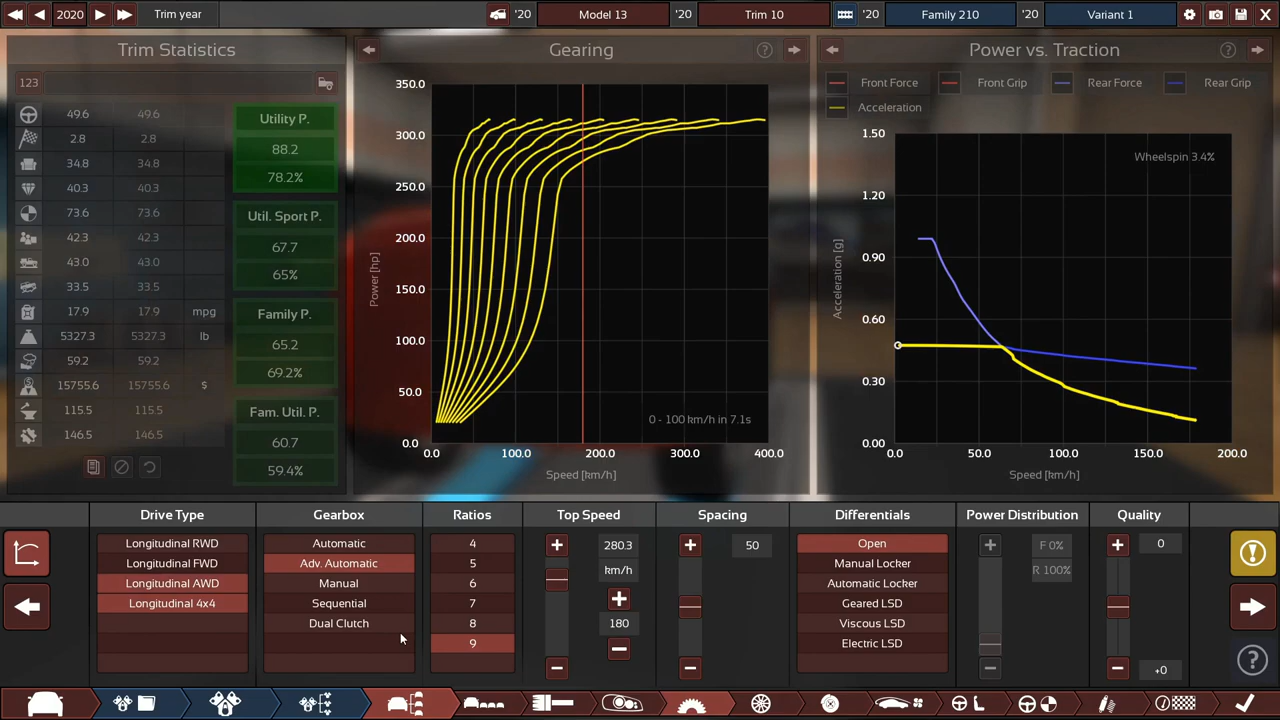 2020 Trim year '20 Model 13 '20 Trim 10 '20 Family 210 '20 Variant 1
Trim Statistics
123
49.6 49.6
2.8 2.8
34.8 34.8
40.3 40.3
73.6 73.6
42.3 42.3
43.0 43.0
33.5 33.5
17.9 17.9 mpg
5327.3 5327.3 lb
59.2 59.2
15755.6 15755.6 $
115.5 115.5
146.5 146.5
Utility P.
88.2
78.2%
Util. Sport P.
67.7
65%
Family P.
65.2
69.2%
Fam. Util. P.
60.7
59.4%
Gearing
?
350.0
300.0
250.0
200.0
150.0
100.0
50.0
0.0
Power [hp]
0 - 100 km/h in 7.1s
0.0 100.0 200.0 300.0 400.0
Speed [km/h]
Power vs. Traction
?
Front Force Front Grip Rear Force Rear Grip
Acceleration
Wheelspin 3.4%
1.50
1.20
0.90
0.60
0.30
0.00
Acceleration [g]
0.0 50.0 100.0 150.0 200.0
Speed [km/h]
Drive Type
Longitudinal RWD
Longitudinal FWD
Longitudinal AWD
Longitudinal 4x4
Gearbox
Automatic
Adv. Automatic
Manual
Sequential
Dual Clutch
Ratios
4
5
6
7
8
9
Top Speed
280.3
km/h
180
Spacing
50
Differentials
Open
Manual Locker
Automatic Locker
Geared LSD
Viscous LSD
Electric LSD
Power Distribution
F 0%
R 100%
Quality
0
+0
?